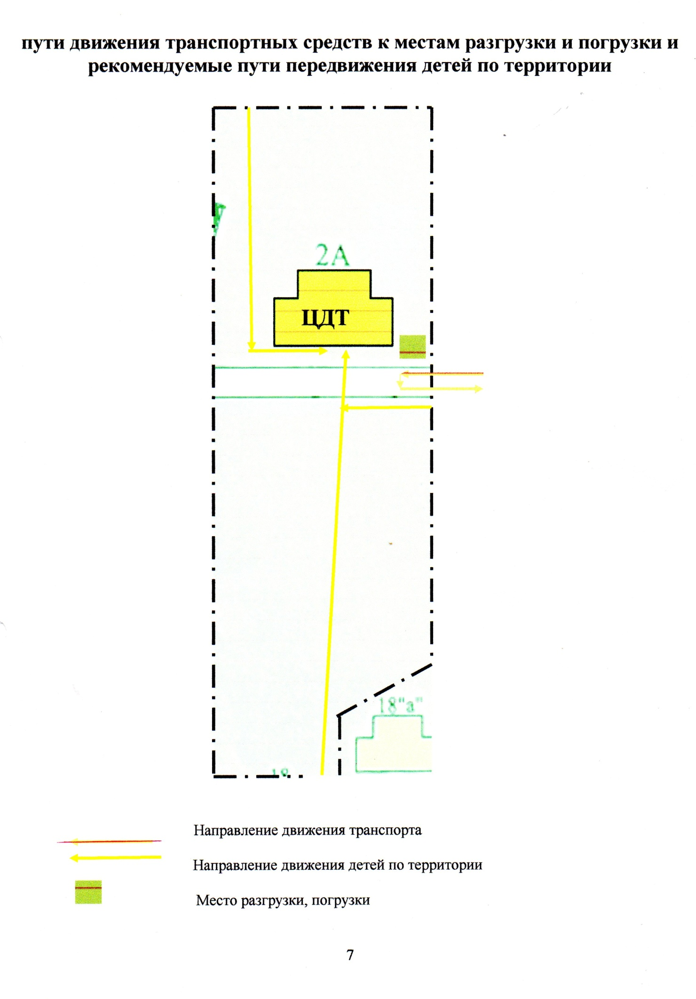 пути движения транспортных средств к местам разгрузки и погрузки и
рекомендуемые пути передвижения детей по территории
2А
ЦДТ
18"а"
18
Направление движения транспорта
Направление движения детей по территории
Место разгрузки, погрузки
7